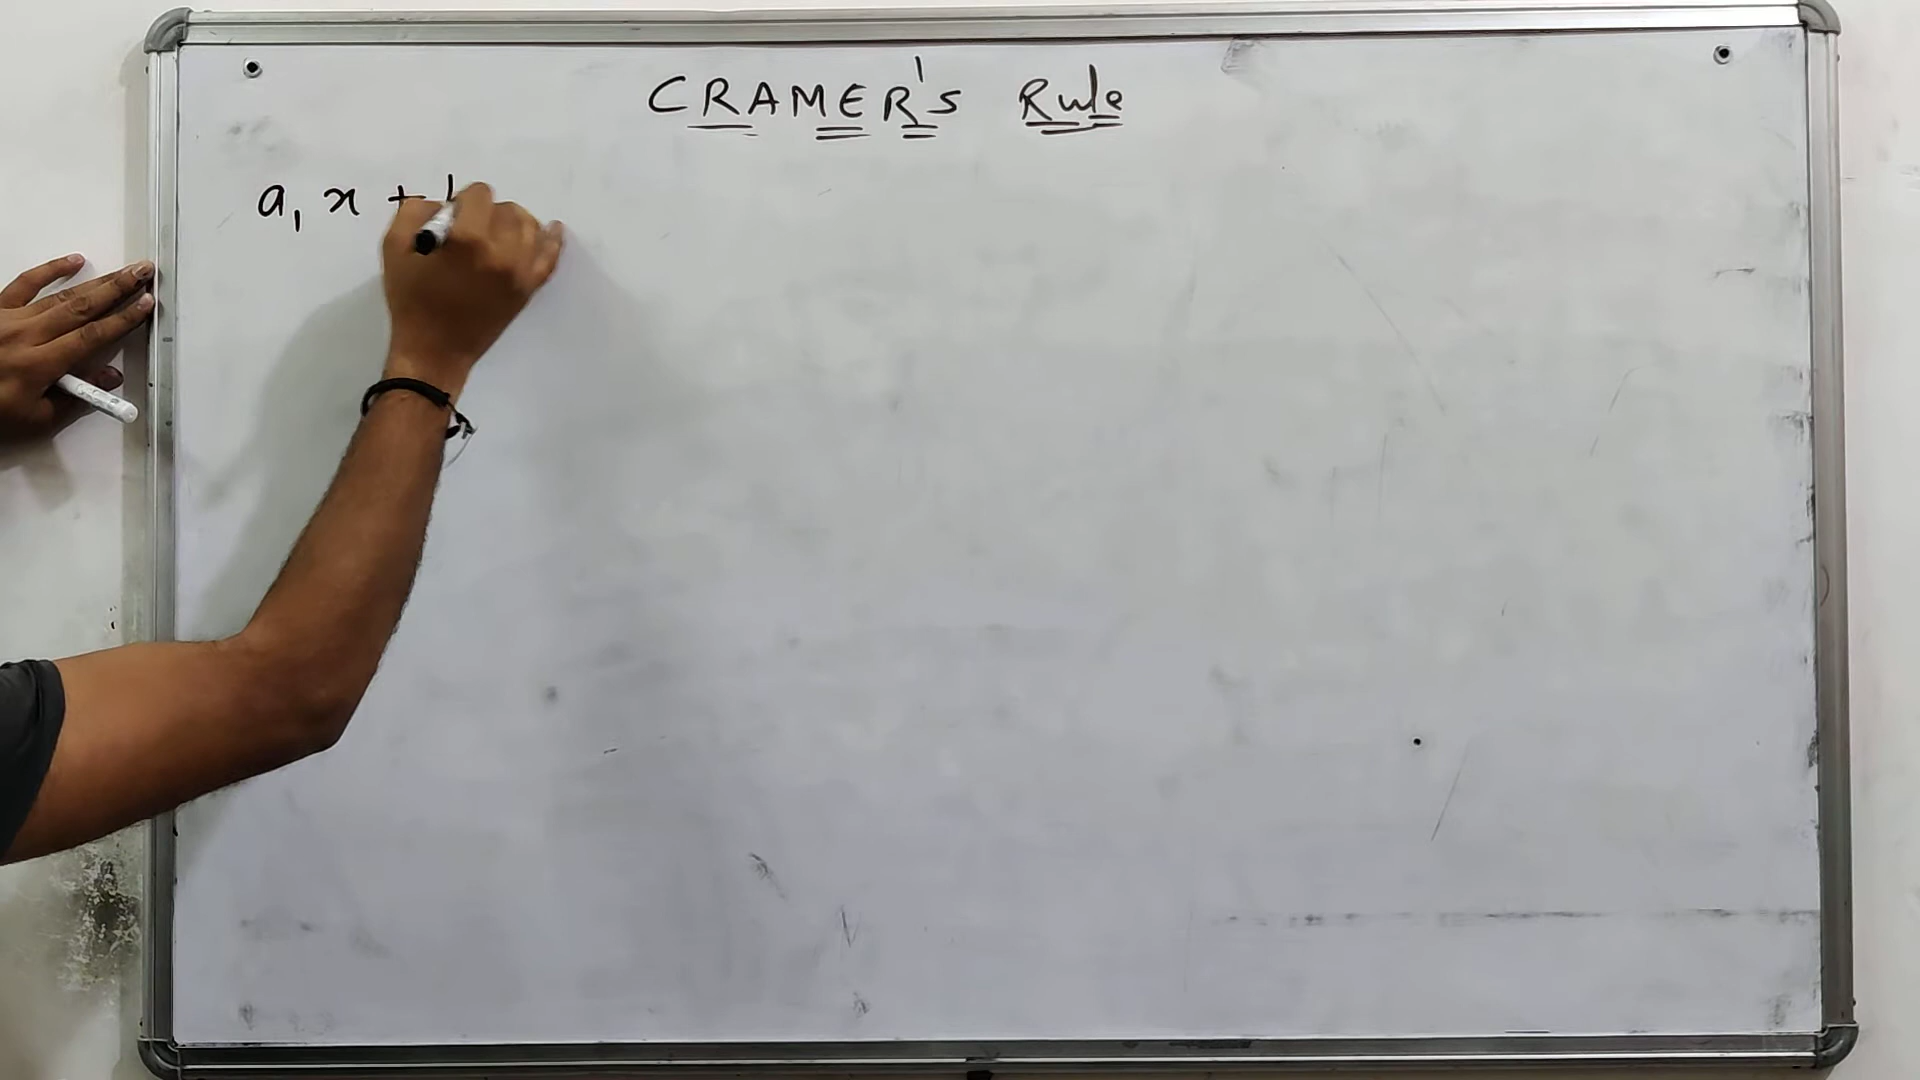 CRAMER's Rule
a₁ x +